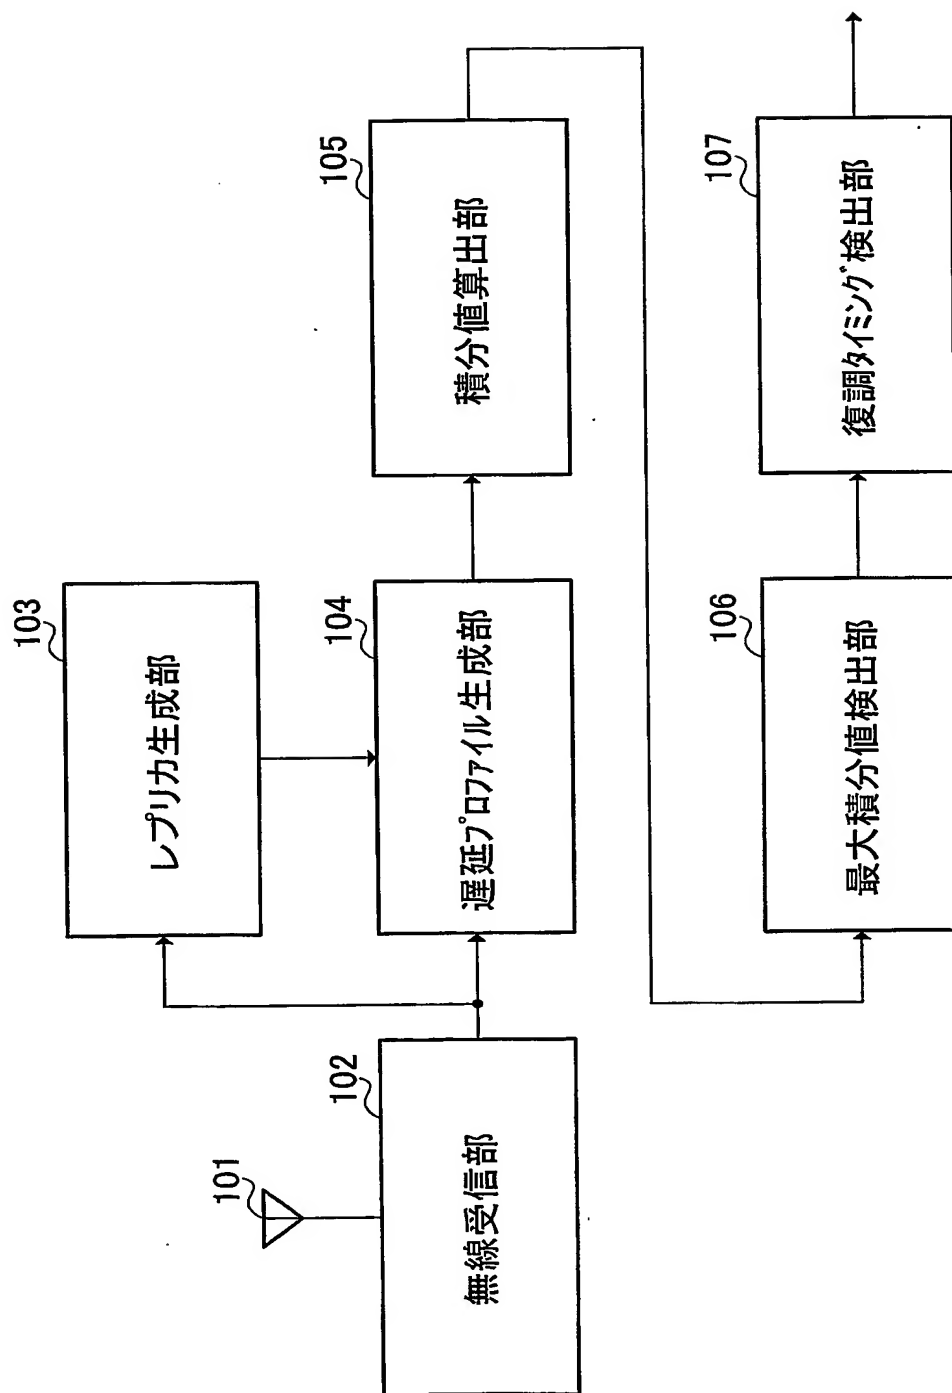 101
102
無線受信部
103
レプリカ生成部
104
遅延プロファイル生成部
105
積分値算出部
106
最大積分値検出部
107
復調タイミング検出部